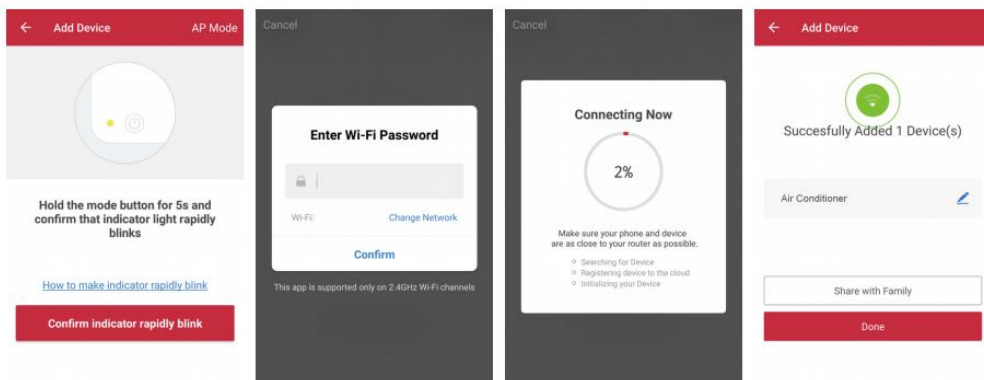 Add Device
AP Mode
Hold the mode button for 5s and
confirm that indicator light rapidly
blinks
How to make indicator rapidly blink
Confirm indicator rapidly blink
Cancel
Enter Wi-Fi Password
Wi-Fi:
Change Network
Confirm
This app is supported only on 2.4GHz Wi-Fi channels
Cancel
Connecting Now
2%
Make sure your phone and device
are as close to your router as possible.
Searching for Device
Registering device to the cloud
Initializing your Device
Add Device
Succesfully Added 1 Device(s)
Air Conditioner
Share with Family
Done